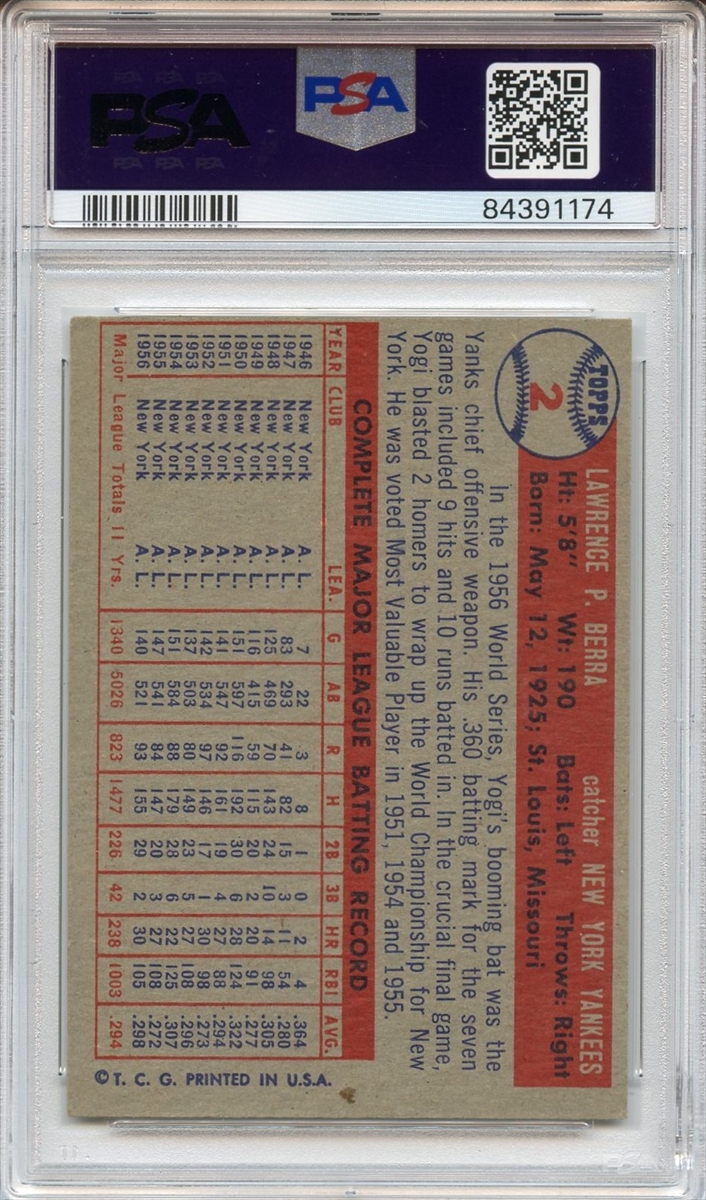 PSA PSA PSA
PSA
PSA PSA PSA
PSA
84391174
TOPPS
2
LAWRENCE P. BERRA catcher NEW YORK YANKEES
Ht: 5'8" Wt: 190 Bats: Left Throws: Right
Born: May 12, 1925; St. Louis, Missouri
In the 1956 World Series, Yogi's booming bat was the
Yanks chief offensive weapon. His .360 batting mark for the seven
games included 9 hits and 10 runs batted in. In the crucial final game,
Yogi blasted 2 homers to wrap up the World Championship for New
York. He was voted Most Valuable Player in 1951, 1954 and 1955.
COMPLETE MAJOR LEAGUE BATTING RECORD
YEAR CLUB LEA. G AB R H 2B 3B HR RBI AVG.
1946 New York A. L. 7 22 3 8 1 0 2 4 .364
1947 New York A. L. 83 293 41 82 15 3 11 54 .280
1948 New York A. L. 125 469 70 143 24 10 14 98 .305
1949 New York A. L. 116 415 59 115 20 2 20 91 .277
1950 New York A. L. 151 597 116 192 30 6 28 124 .322
1951 New York A. L. 141 547 92 161 19 4 27 88 .294
1952 New York A. L. 142 534 97 146 17 1 30 98 .273
1953 New York A. L. 137 503 80 149 23 5 27 108 .296
1954 New York A. L. 151 584 88 179 28 6 22 125 .307
1955 New York A. L. 147 541 84 147 20 3 27 108 .272
1956 New York A. L. 140 521 93 155 29 2 30 105 .298
Major League Totals 11 Yrs. 1340 5026 823 1477 226 42 238 1003 .294
© T. C. G. PRINTED IN U.S.A.
PSA